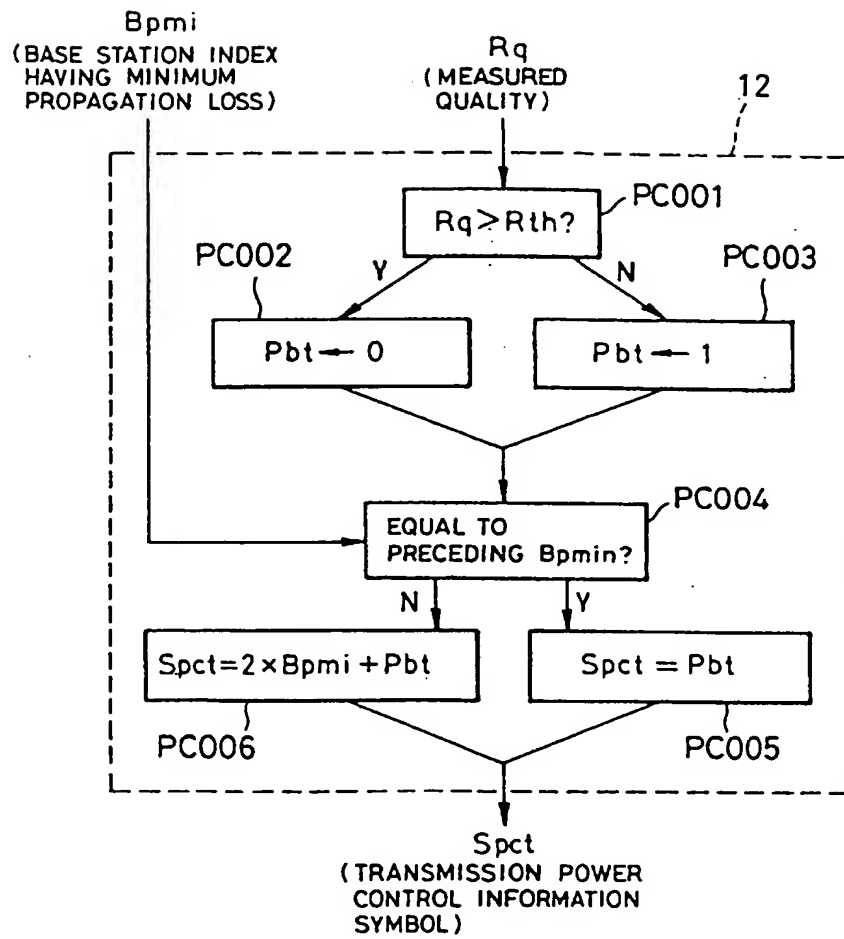 Bpmi
(BASE STATION INDEX
HAVING MINIMUM
PROPAGATION LOSS)
Rq
(MEASURED
QUALITY)
12
PC001
Rq>Rth?
PC002
Y
N
PC003
Pbt←0
Pbt←1
PC004
EQUAL TO
PRECEDING Bpmin?
N
Y
Spct=2×Bpmi+Pbt
Spct=Pbt
PC006
PC005
Spct
(TRANSMISSION POWER
CONTROL INFORMATION
SYMBOL)